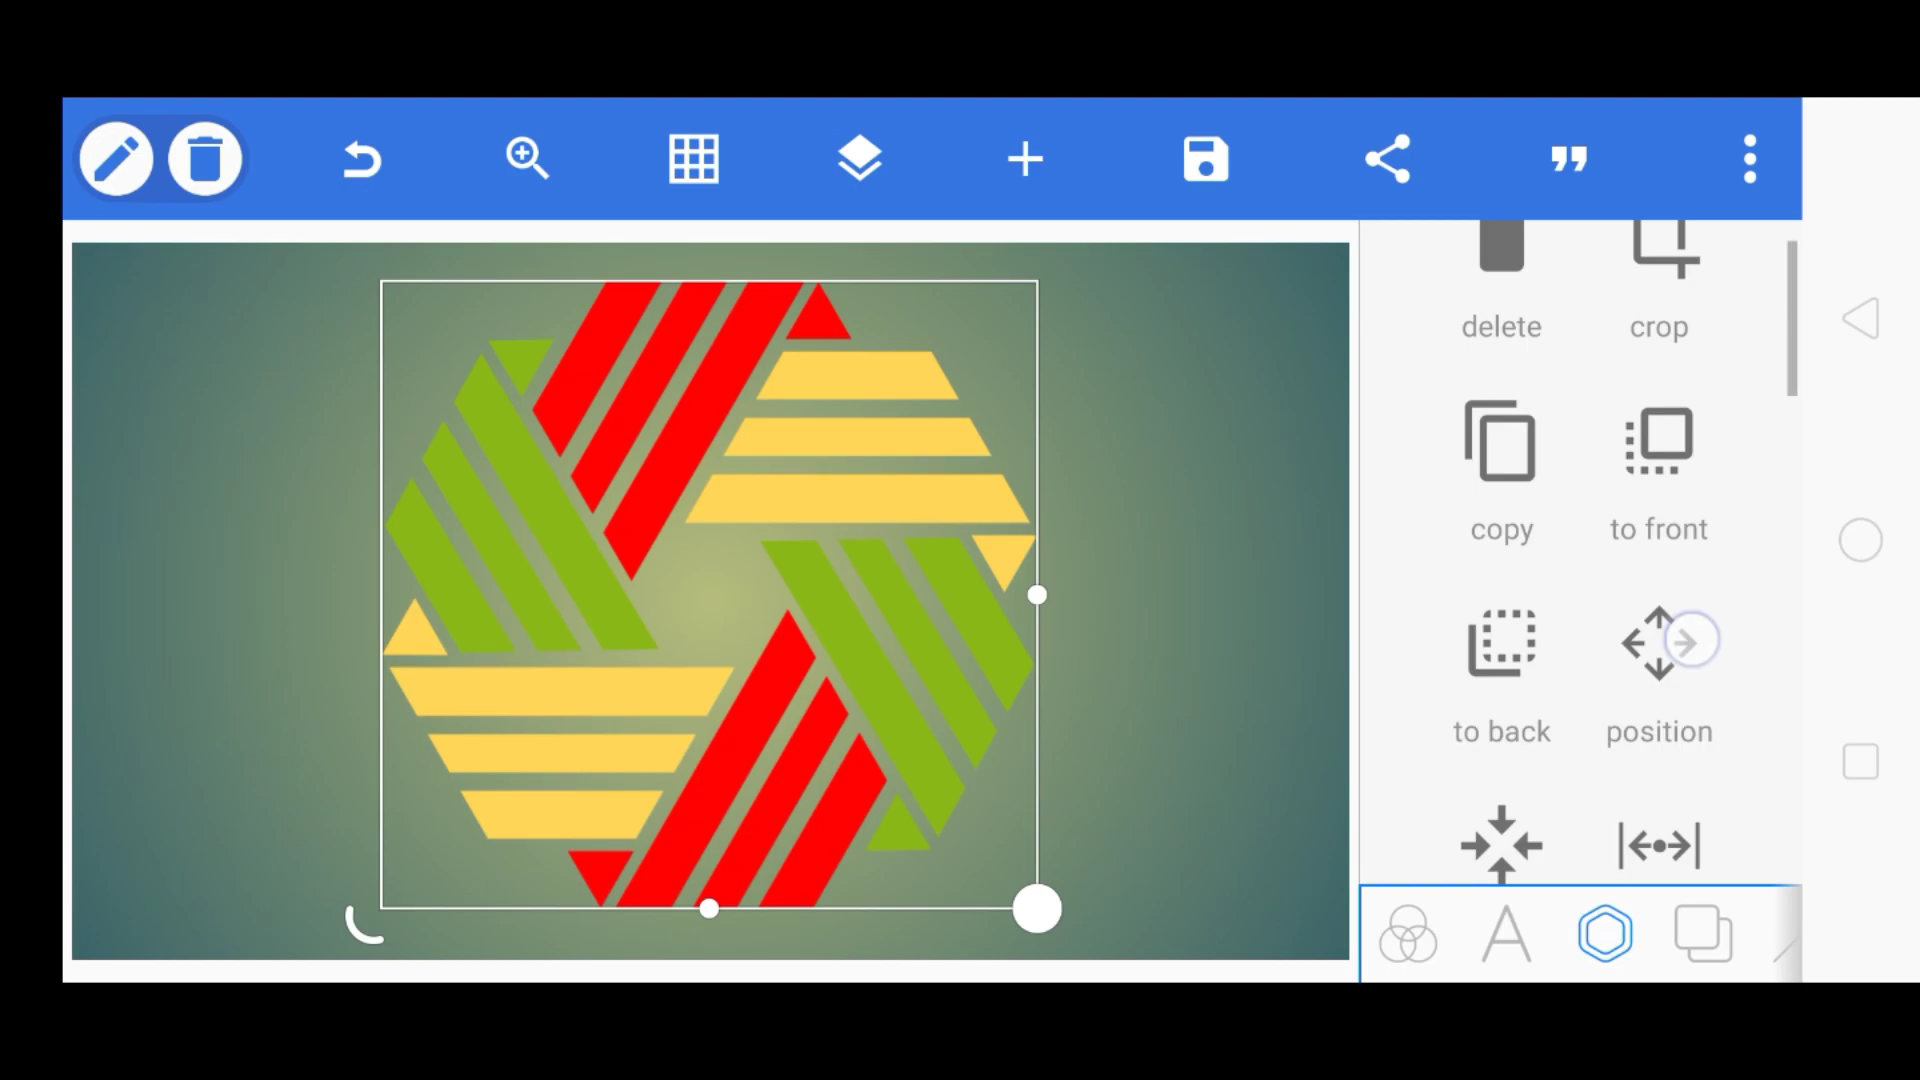 delete
crop
copy
to front
to back
position